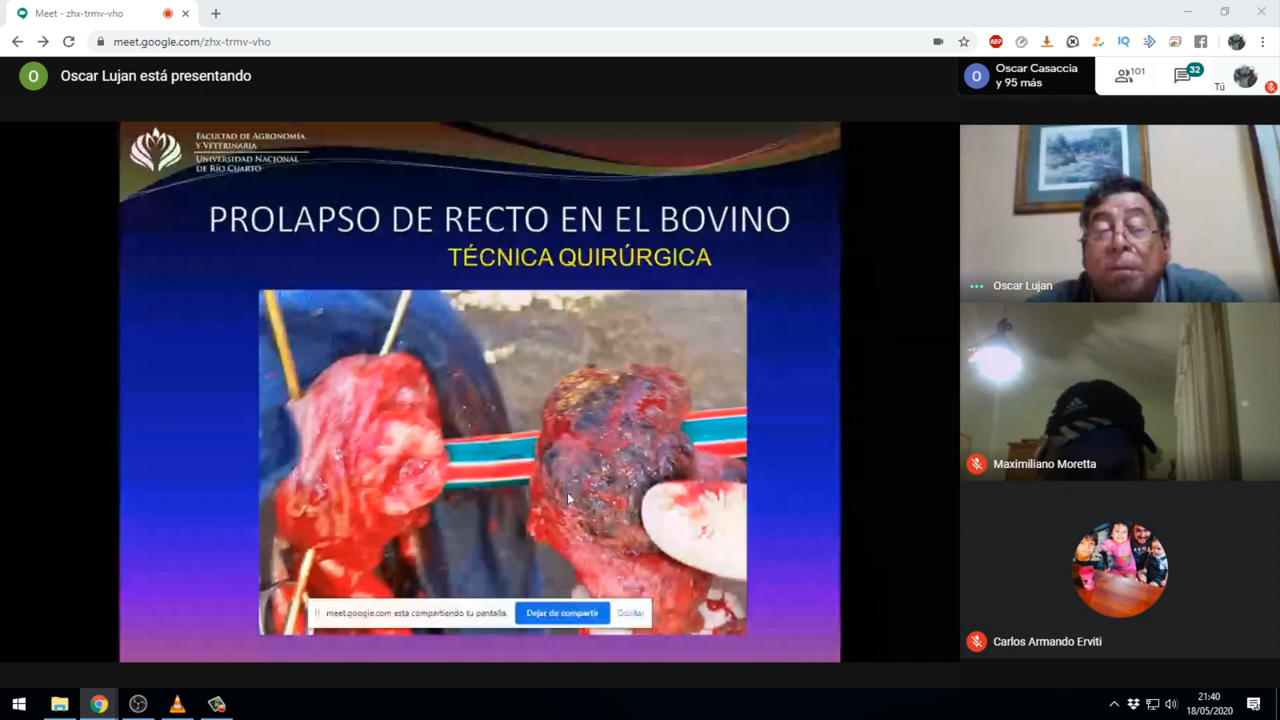 Meet - zhx-trmv-vho
meet.google.com/zhx-trmv-vho
ABP
IQ
O
Oscar Lujan está presentando
O
Oscar Casaccia
y 95 más
101
32
Tú
FACULTAD DE AGRONOMÍA
Y VETERINARIA
UNIVERSIDAD NACIONAL
DE RÍO CUARTO
PROLAPSO DE RECTO EN EL BOVINO
TÉCNICA QUIRÚRGICA
meet.google.com está compartiendo tu pantalla.
Dejar de compartir
Ocultar
Oscar Lujan
Maximiliano Moretta
Carlos Armando Erviti
21:40
18/05/2020